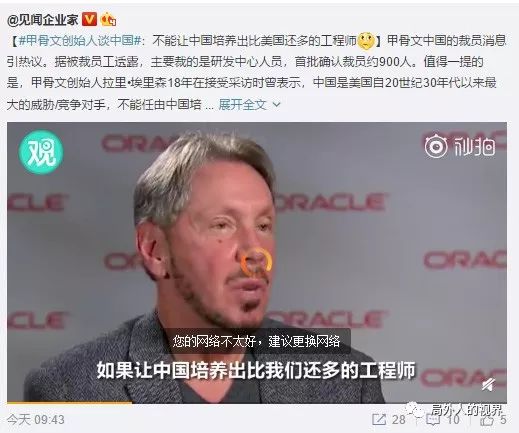 @见闻企业家
【#甲骨文创始人谈中国#：不能让中国培养出比美国还多的工程师】甲骨文中国的裁员消息
引热议。据被裁员工透露，主要裁的是研发中心人员，首批确认裁员约900人。值得一提的
是，甲骨文创始人拉里•埃里森18年在接受采访时曾表示，中国是美国自20世纪30年代以来最
大的威胁/竞争对手，不能任由中国培 ... 展开全文
观
秒拍
ORACLE
ORACLE
ORACLE
ORACLE
您的网络不太好，建议更换网络
如果让中国培养出比我们还多的工程师
今天 09:43
28
10
5
局外人的视界